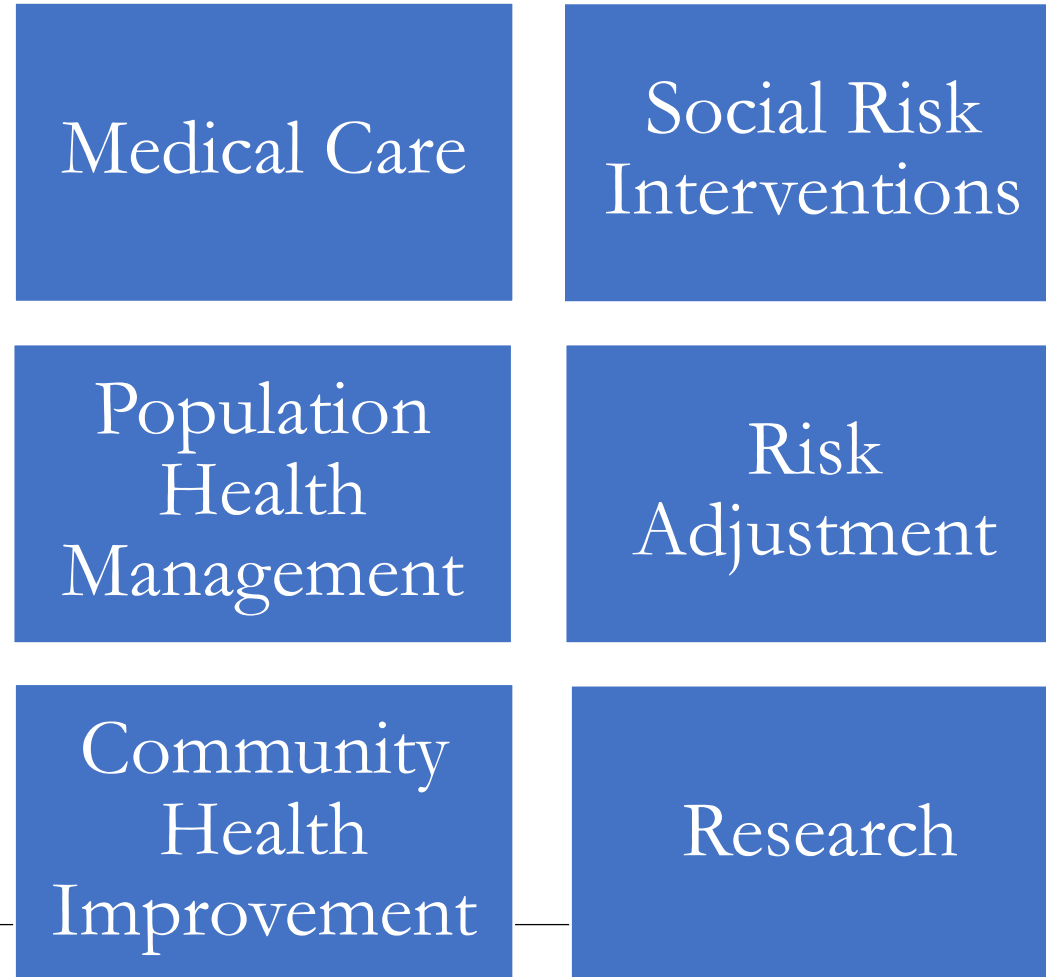 Medical Care
Social Risk
Interventions
Population
Health
Management
Risk
Adjustment
Community
Health
Improvement
Research